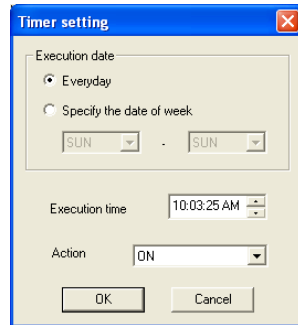 Timer setting
Execution date
Everyday
Specify the date of week
SUN - SUN
Execution time 10:03:25 AM
Action ON
OK Cancel